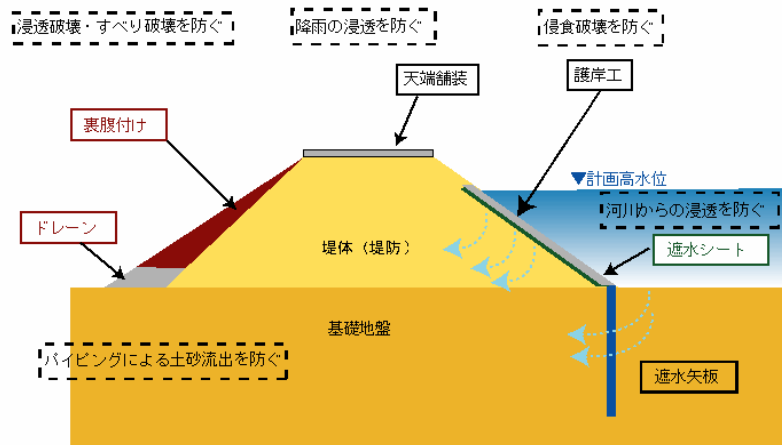 浸透破壊・すべり破壊を防ぐ
降雨の浸透を防ぐ
侵食破壊を防ぐ
天端舗装
護岸工
裏腹付け
▼計画高水位
河川からの浸透を防ぐ
ドレーン
堤体（堤防）
遮水シート
基礎地盤
パイピングによる土砂流出を防ぐ
遮水矢板